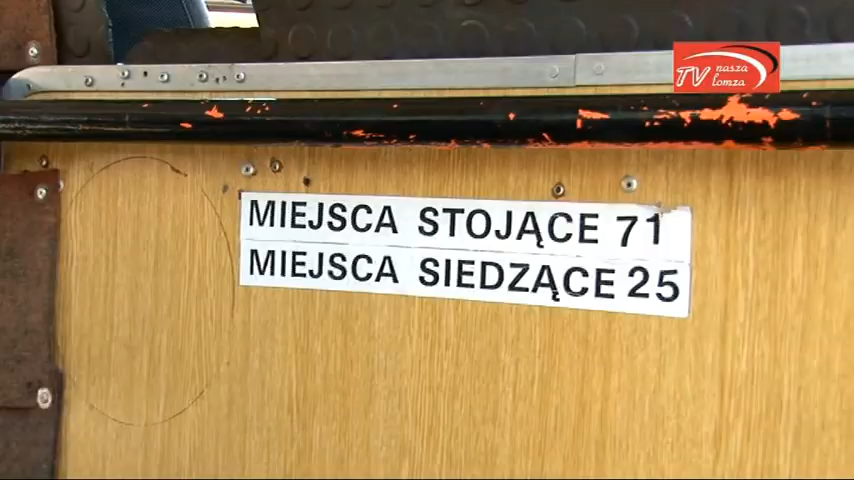 TV nasza
Łomża
MIEJSCA STOJĄCE 71
MIEJSCA SIEDZĄCE 25